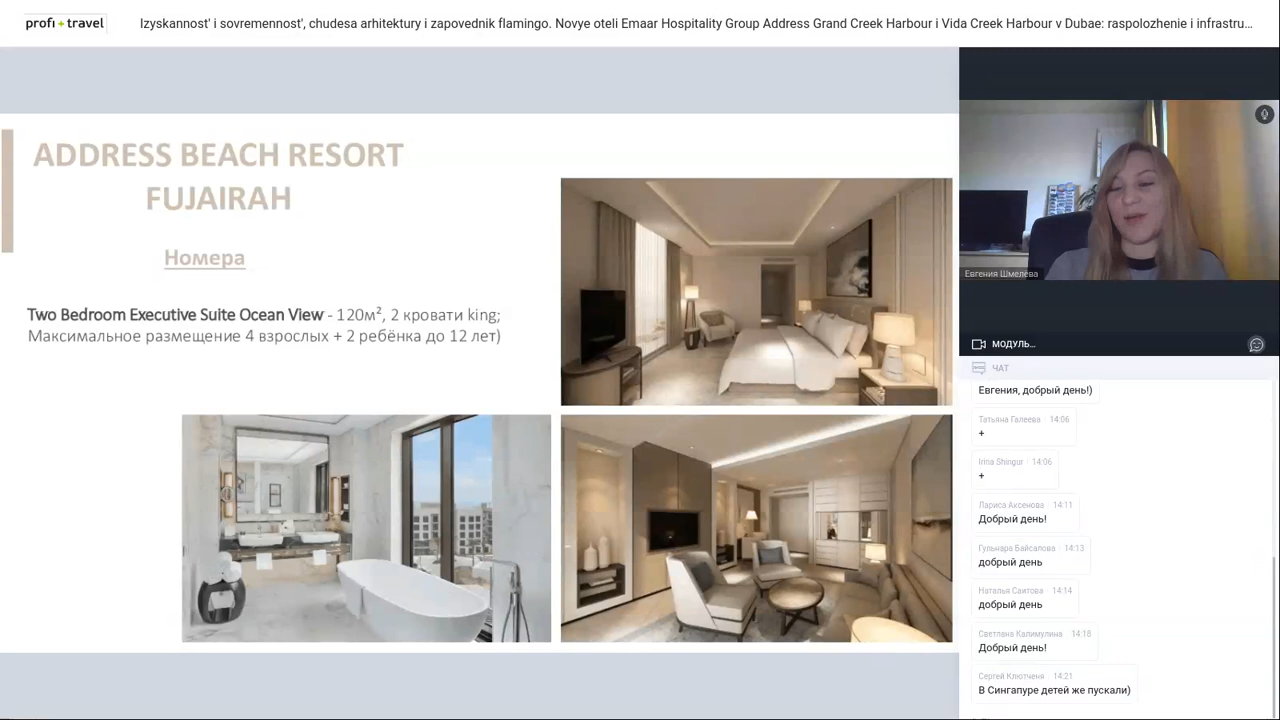 profi + travel
Izyskannost' i sovremennost', chudesa arhitektury i zapovednik flamingo. Novye oteli Emaar Hospitality Group Address Grand Creek Harbour i Vida Creek Harbour v Dubae: raspolozhenie i infrastru…
ADDRESS BEACH RESORT
FUJAIRAH
Номера
Two Bedroom Executive Suite Ocean View - 120м², 2 кровати king;
Максимальное размещение 4 взрослых + 2 ребёнка до 12 лет)
Евгения Шмелёва
МОДУЛЬ…
ЧАТ
Евгения, добрый день!)
Татьяна Галеева · 14:06
+
Irina Shingur · 14:06
+
Лариса Аксенова · 14:11
Добрый день!
Гульнара Байсалова · 14:13
добрый день
Наталья Саитова · 14:14
добрый день
Светлана Калимулина · 14:18
Добрый день!
Сергей Клютченя · 14:21
В Сингапуре детей же пускали)